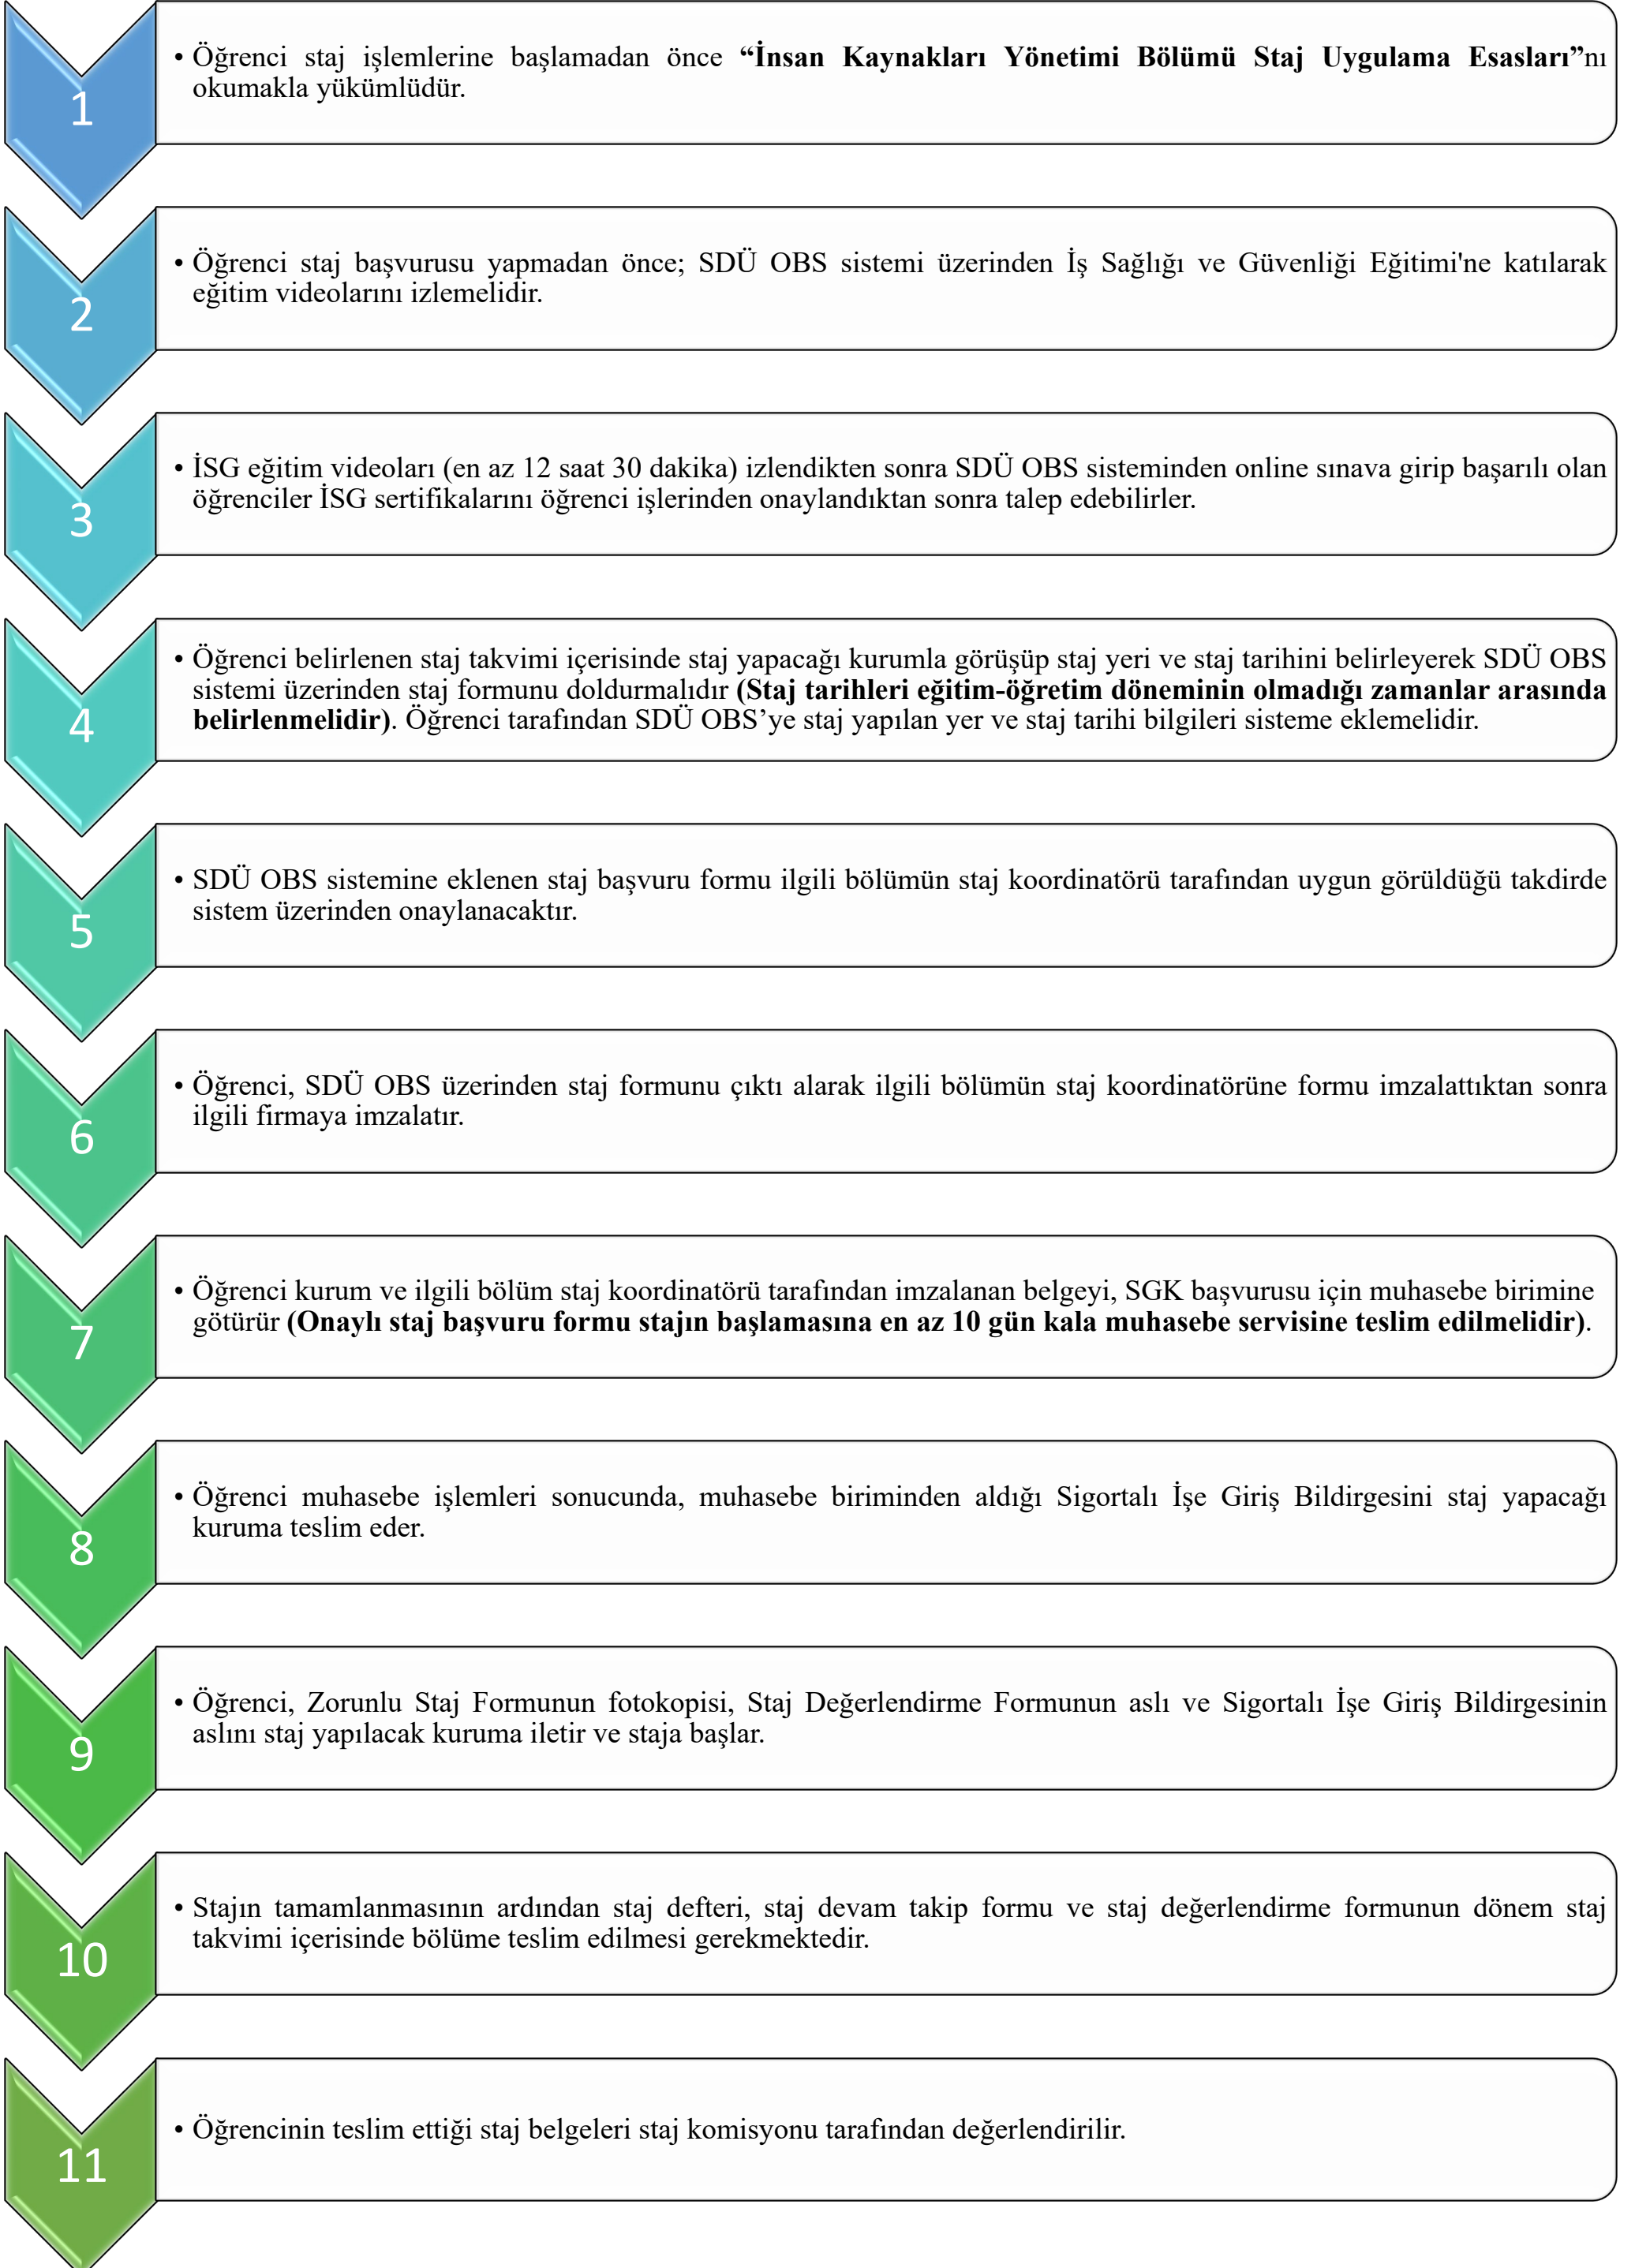 1
• Öğrenci staj işlemlerine başlamadan önce “İnsan Kaynakları Yönetimi Bölümü Staj Uygulama Esasları”nı
okumakla yükümlüdür.
2
• Öğrenci staj başvurusu yapmadan önce; SDÜ OBS sistemi üzerinden İş Sağlığı ve Güvenliği Eğitimi'ne katılarak
eğitim videolarını izlemelidir.
3
• İSG eğitim videoları (en az 12 saat 30 dakika) izlendikten sonra SDÜ OBS sisteminden online sınava girip başarılı olan
öğrenciler İSG sertifikalarını öğrenci işlerinden onaylandıktan sonra talep edebilirler.
4
• Öğrenci belirlenen staj takvimi içerisinde staj yapacağı kurumla görüşüp staj yeri ve staj tarihini belirleyerek SDÜ OBS
sistemi üzerinden staj formunu doldurmalıdır (Staj tarihleri eğitim-öğretim döneminin olmadığı zamanlar arasında
belirlenmelidir). Öğrenci tarafından SDÜ OBS’ye staj yapılan yer ve staj tarihi bilgileri sisteme eklemelidir.
5
• SDÜ OBS sistemine eklenen staj başvuru formu ilgili bölümün staj koordinatörü tarafından uygun görüldüğü takdirde
sistem üzerinden onaylanacaktır.
6
• Öğrenci, SDÜ OBS üzerinden staj formunu çıktı alarak ilgili bölümün staj koordinatörüne formu imzalattıktan sonra
ilgili firmaya imzalatır.
7
• Öğrenci kurum ve ilgili bölüm staj koordinatörü tarafından imzalanan belgeyi, SGK başvurusu için muhasebe birimine
götürür (Onaylı staj başvuru formu stajın başlamasına en az 10 gün kala muhasebe servisine teslim edilmelidir).
8
• Öğrenci muhasebe işlemleri sonucunda, muhasebe biriminden aldığı Sigortalı İşe Giriş Bildirgesini staj yapacağı
kuruma teslim eder.
9
• Öğrenci, Zorunlu Staj Formunun fotokopisi, Staj Değerlendirme Formunun aslı ve Sigortalı İşe Giriş Bildirgesinin
aslını staj yapılacak kuruma iletir ve staja başlar.
10
• Stajın tamamlanmasının ardından staj defteri, staj devam takip formu ve staj değerlendirme formunun dönem staj
takvimi içerisinde bölüme teslim edilmesi gerekmektedir.
11
• Öğrencinin teslim ettiği staj belgeleri staj komisyonu tarafından değerlendirilir.